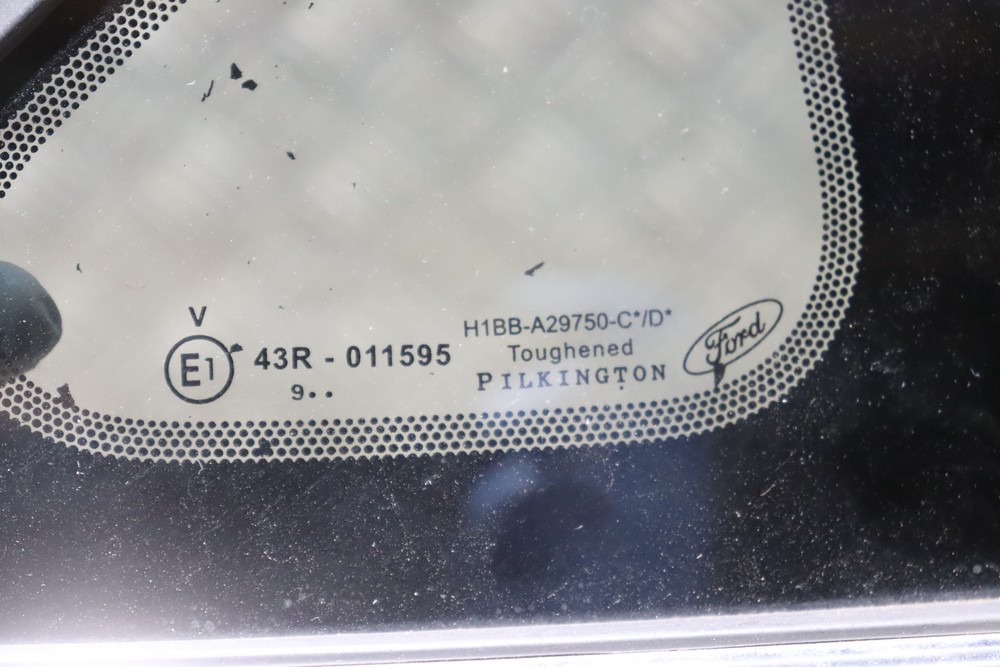 V
E1 43R - 011595
9..
H1BB-A29750-C*/D*
Toughened
PILKINGTON
Ford